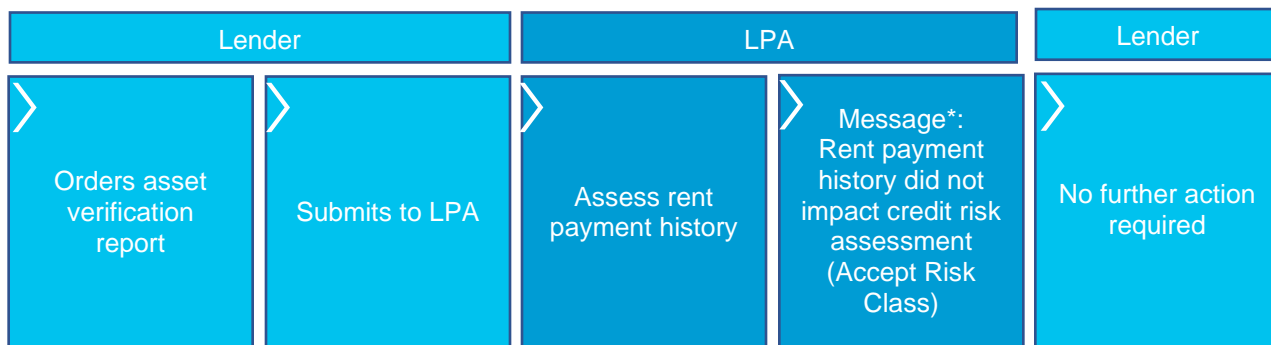 Lender
LPA
Lender
Orders asset
verification
report
Submits to LPA
Assess rent
payment history
Message*:
Rent payment
history did not
impact credit risk
assessment
(Accept Risk
Class)
No further action
required